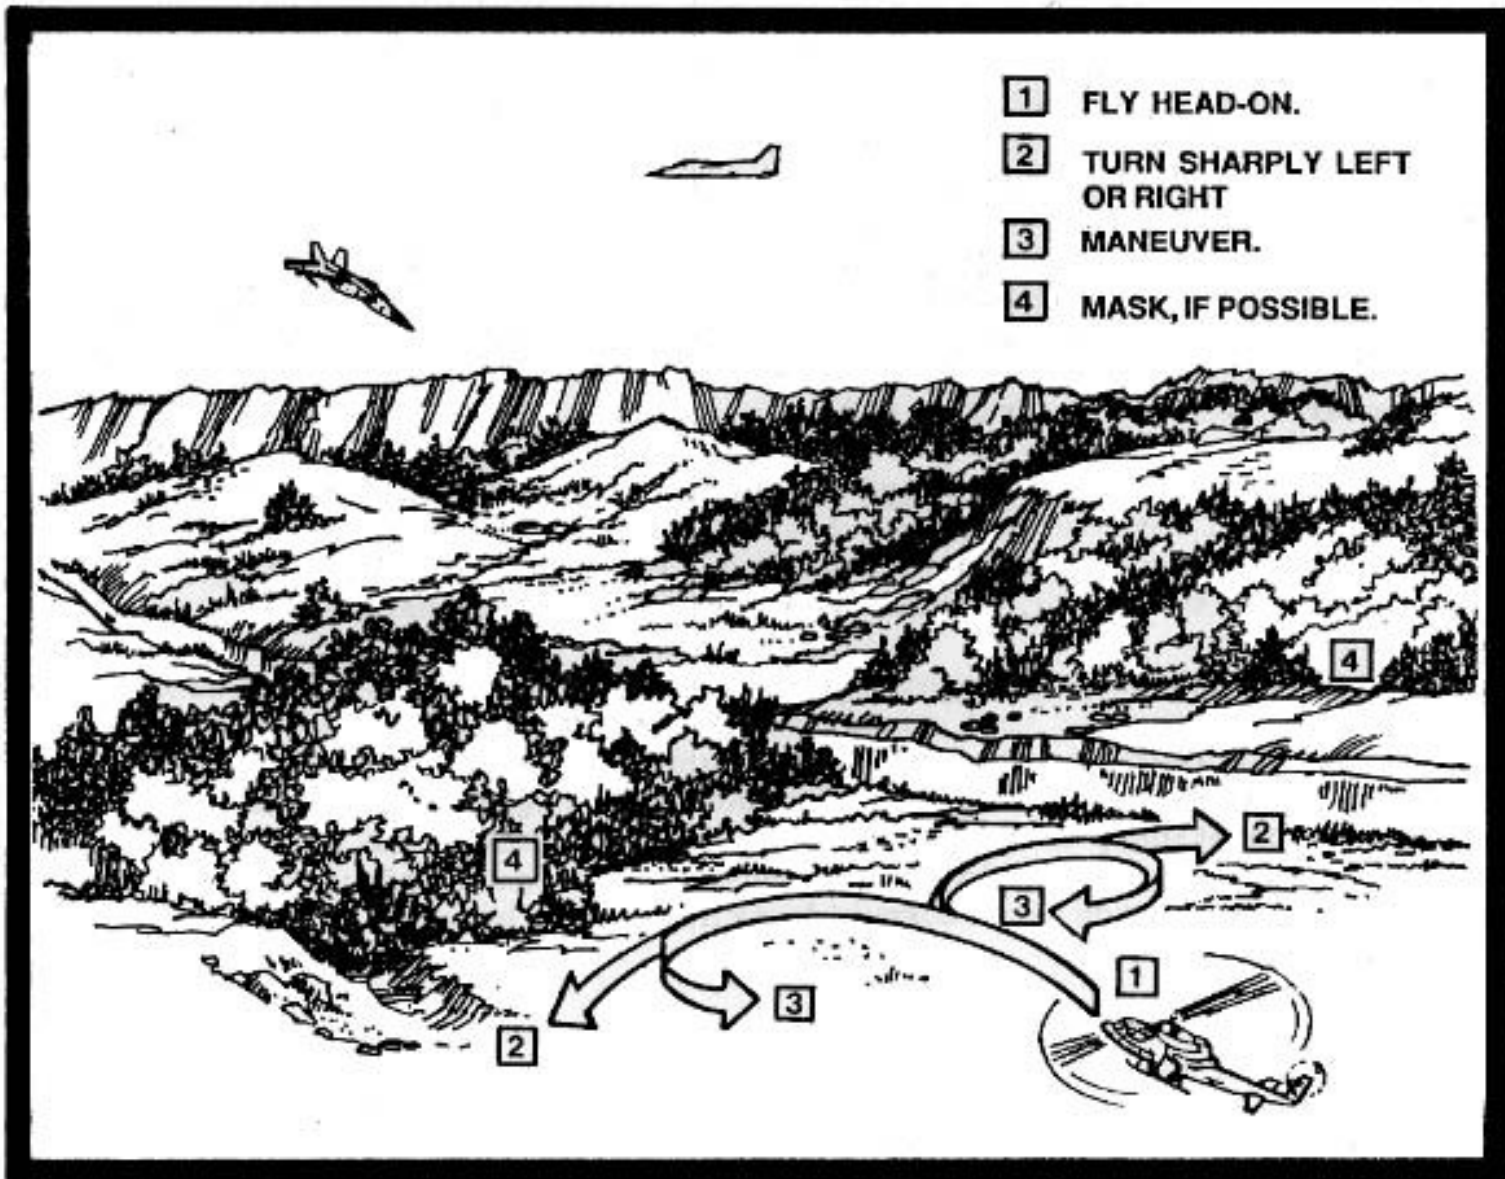 1 FLY HEAD-ON.
2 TURN SHARPLY LEFT
OR RIGHT
3 MANEUVER.
4 MASK, IF POSSIBLE.
4
2
4
3
1
3
2